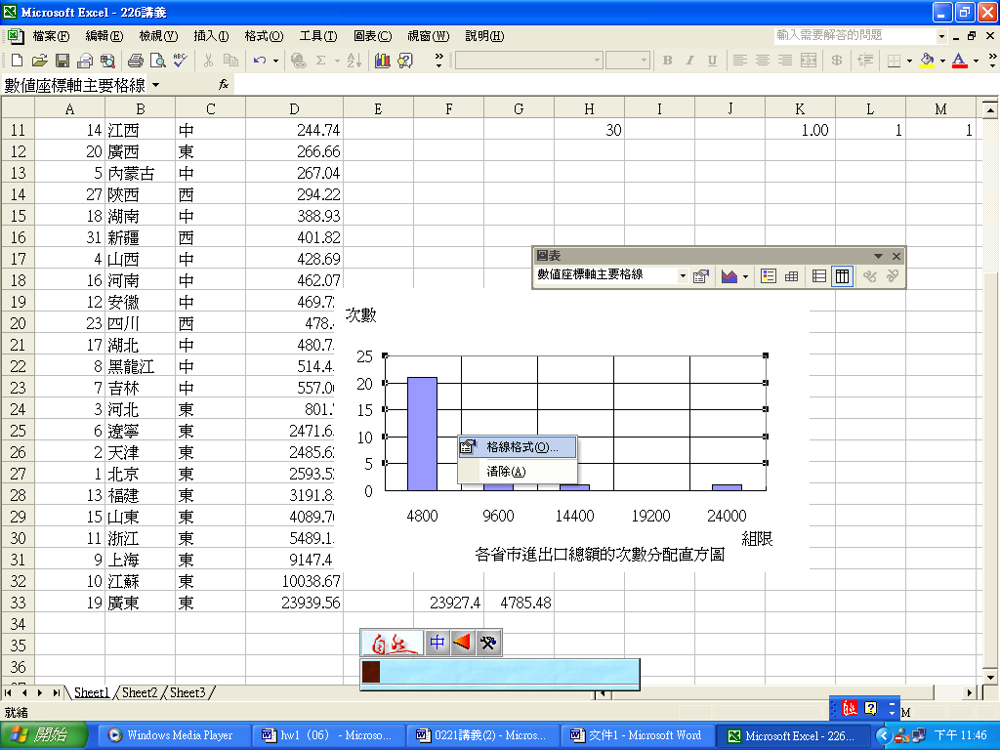 Microsoft Excel - 226講義
檔案(F) 編輯(E) 檢視(V) 插入(I) 格式(O) 工具(T) 圖表(C) 視窗(W) 說明(H) 輸入需要解答的問題
數值座標軸主要格線 fx
A B C D E F G H I J K L M
11 14 江西 中 244.74 30 1.00 1 1
12 20 廣西 東 266.66
13 5 內蒙古 中 267.04
14 27 陝西 西 294.22
15 18 湖南 中 388.93
16 31 新疆 西 401.82
17 4 山西 中 428.69
18 16 河南 中 462.07
19 12 安徽 中 469.7
20 23 四川 西 478.
21 17 湖北 中 480.7
22 8 黑龍江 中 514.4
23 7 吉林 中 557.0
24 3 河北 東 801.
25 6 遼寧 東 2471.6
26 2 天津 東 2485.6
27 1 北京 東 2593.5
28 13 福建 東 3191.8
29 15 山東 東 4089.7
30 11 浙江 東 5489.1
31 9 上海 東 9147.4
32 10 江蘇 東 10038.67
33 19 廣東 東 23939.56 23927.4 4785.48
34
35
36
圖表
數值座標軸主要格線
次數
25
20
15
10
5
0
4800 9600 14400 19200 24000
組限
各省市進出口總額的次數分配直方圖
格線格式(O)...
清除(A)
自然 中
Sheet1 Sheet2 Sheet3
就緒
M
開始 Windows Media Player hw1（06） - Microso... 0221講義(2) - Micros... 文件1 - Microsoft Word Microsoft Excel - 226... 下午 11:46